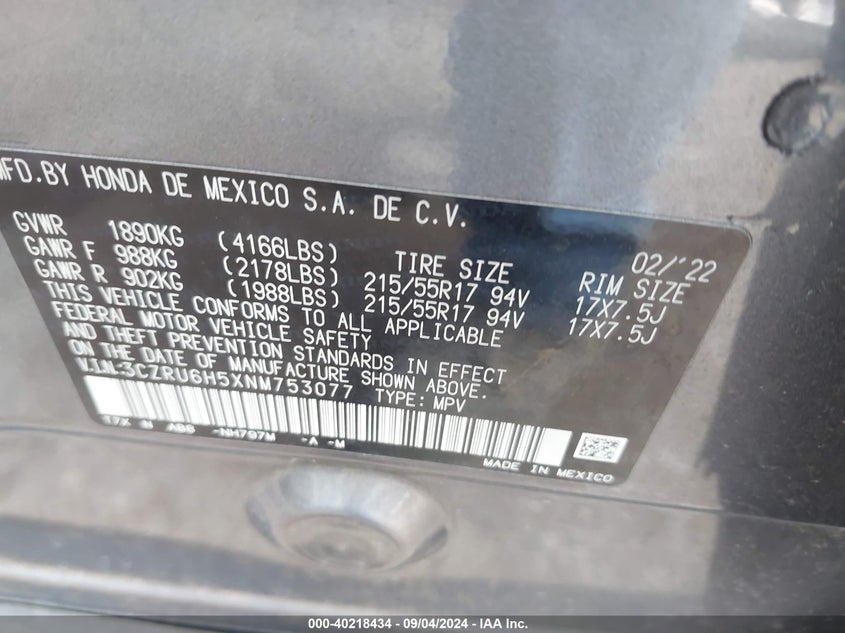 MFD.BY HONDA DE MEXICO S.A. DE C.V.
02/'22
GVWR 1890KG (4166LBS) TIRE SIZE RIM SIZE
GAWR F 988KG (2178LBS) 215/55R17 94V 17X7.5J
GAWR R 902KG (1988LBS) 215/55R17 94V 17X7.5J
THIS VEHICLE CONFORMS TO ALL APPLICABLE
FEDERAL MOTOR VEHICLE SAFETY
AND THEFT PREVENTION STANDARDS IN EFFECT
ON THE DATE OF MANUFACTURE SHOWN ABOVE.
VIN:3CZRU6H5XNM753077 TYPE: MPV
17X M ABS -NH797M -A -M
MADE IN MEXICO
000-40218434 - 09/04/2024 - IAA Inc.